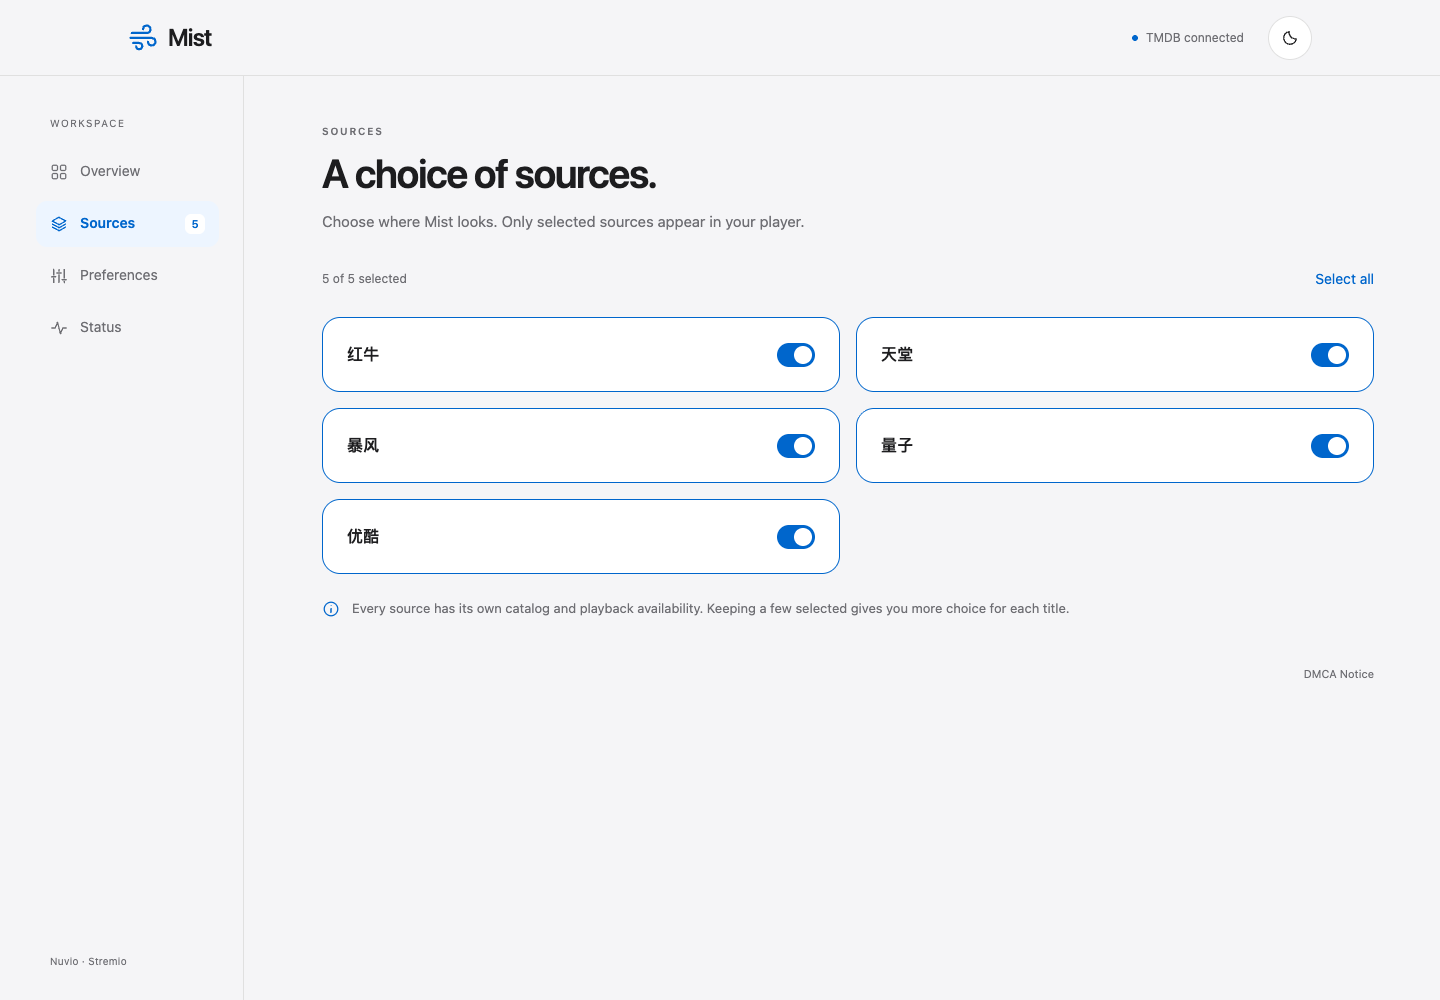 Mist
TMDB connected
WORKSPACE
Overview
Sources 5
Preferences
Status
SOURCES
A choice of sources.
Choose where Mist looks. Only selected sources appear in your player.
5 of 5 selected
Select all
红牛
天堂
暴风
量子
优酷
Every source has its own catalog and playback availability. Keeping a few selected gives you more choice for each title.
DMCA Notice
Nuvio · Stremio